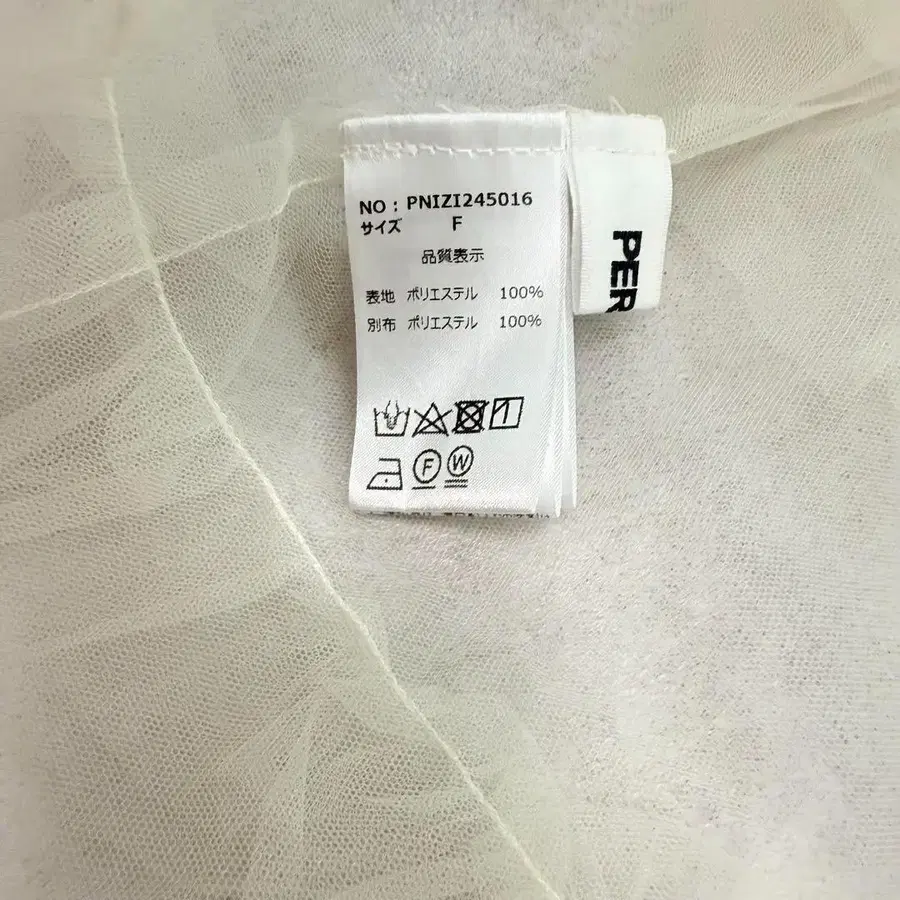 NO : PNIZI245016
サイズ F
品質表示
表地 ポリエステル 100%
別布 ポリエステル 100%
F W
PER